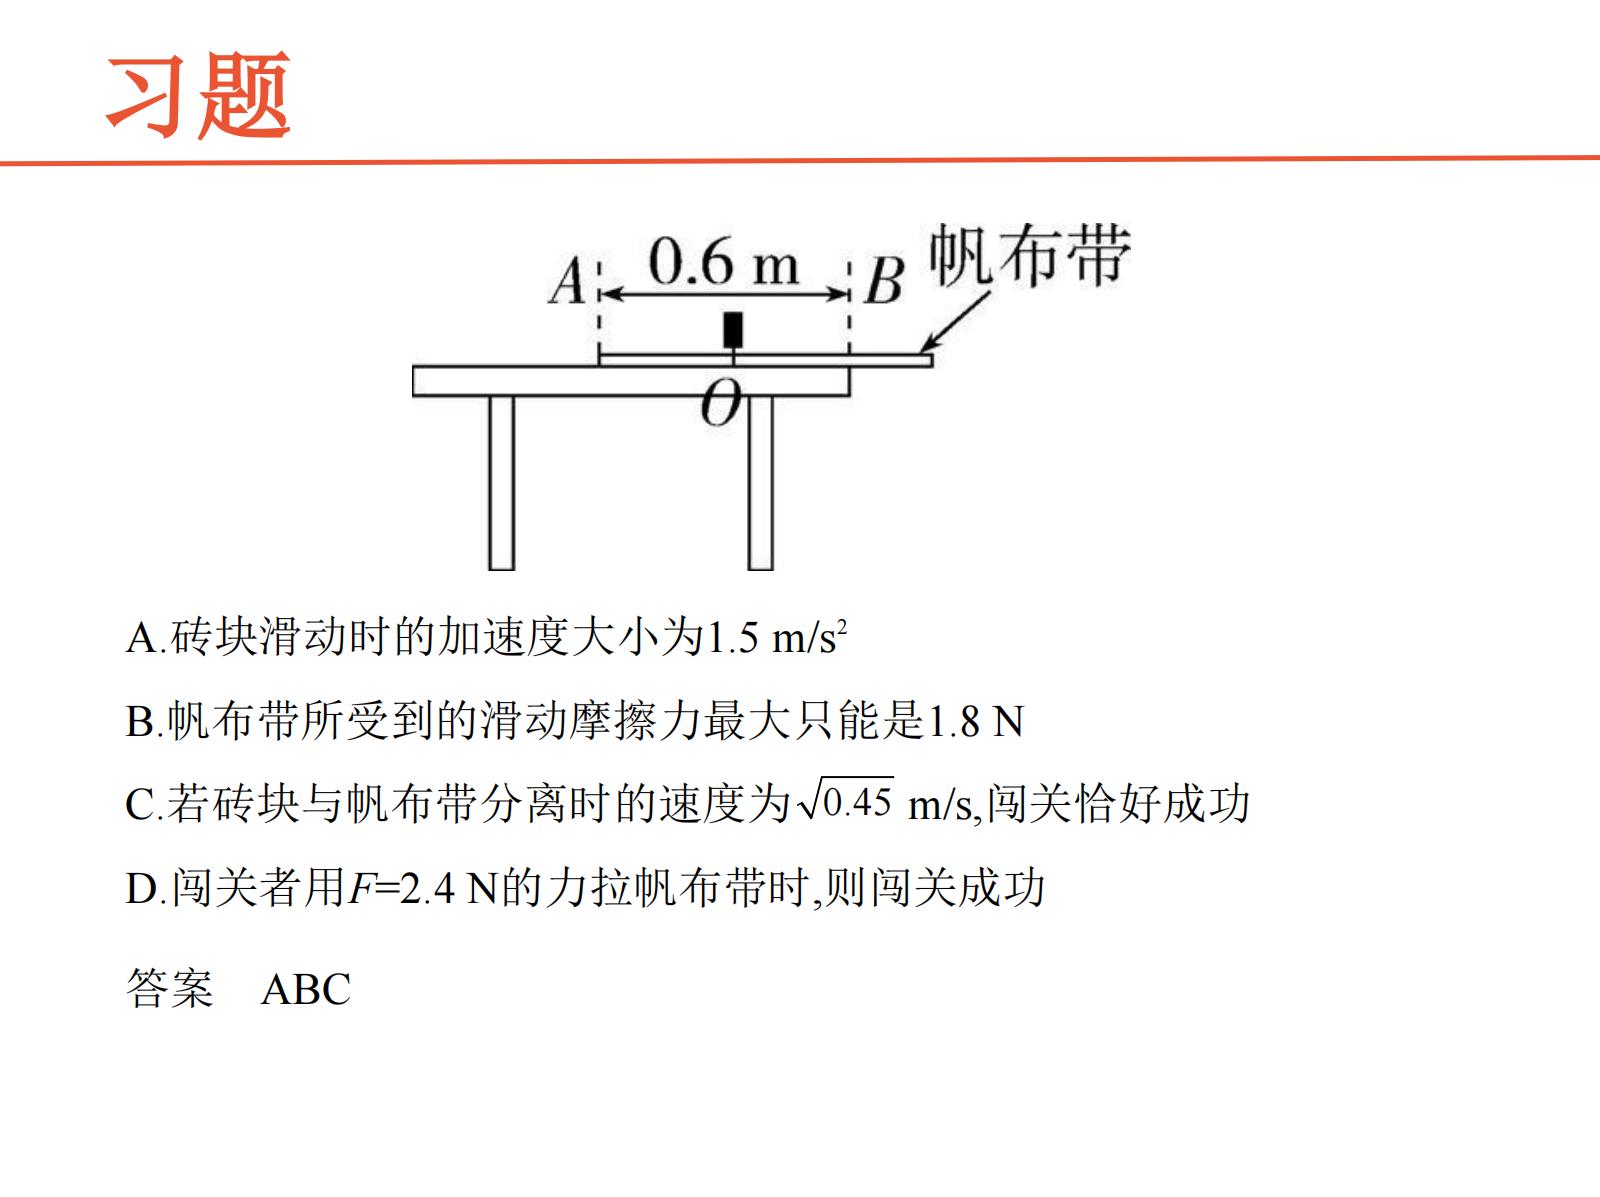 习题
A 0.6 m B 帆布带
O
A.砖块滑动时的加速度大小为1.5 m/s²
B.帆布带所受到的滑动摩擦力最大只能是1.8 N
C.若砖块与帆布带分离时的速度为√0.45 m/s,闯关恰好成功
D.闯关者用F=2.4 N的力拉帆布带时,则闯关成功
答案 ABC